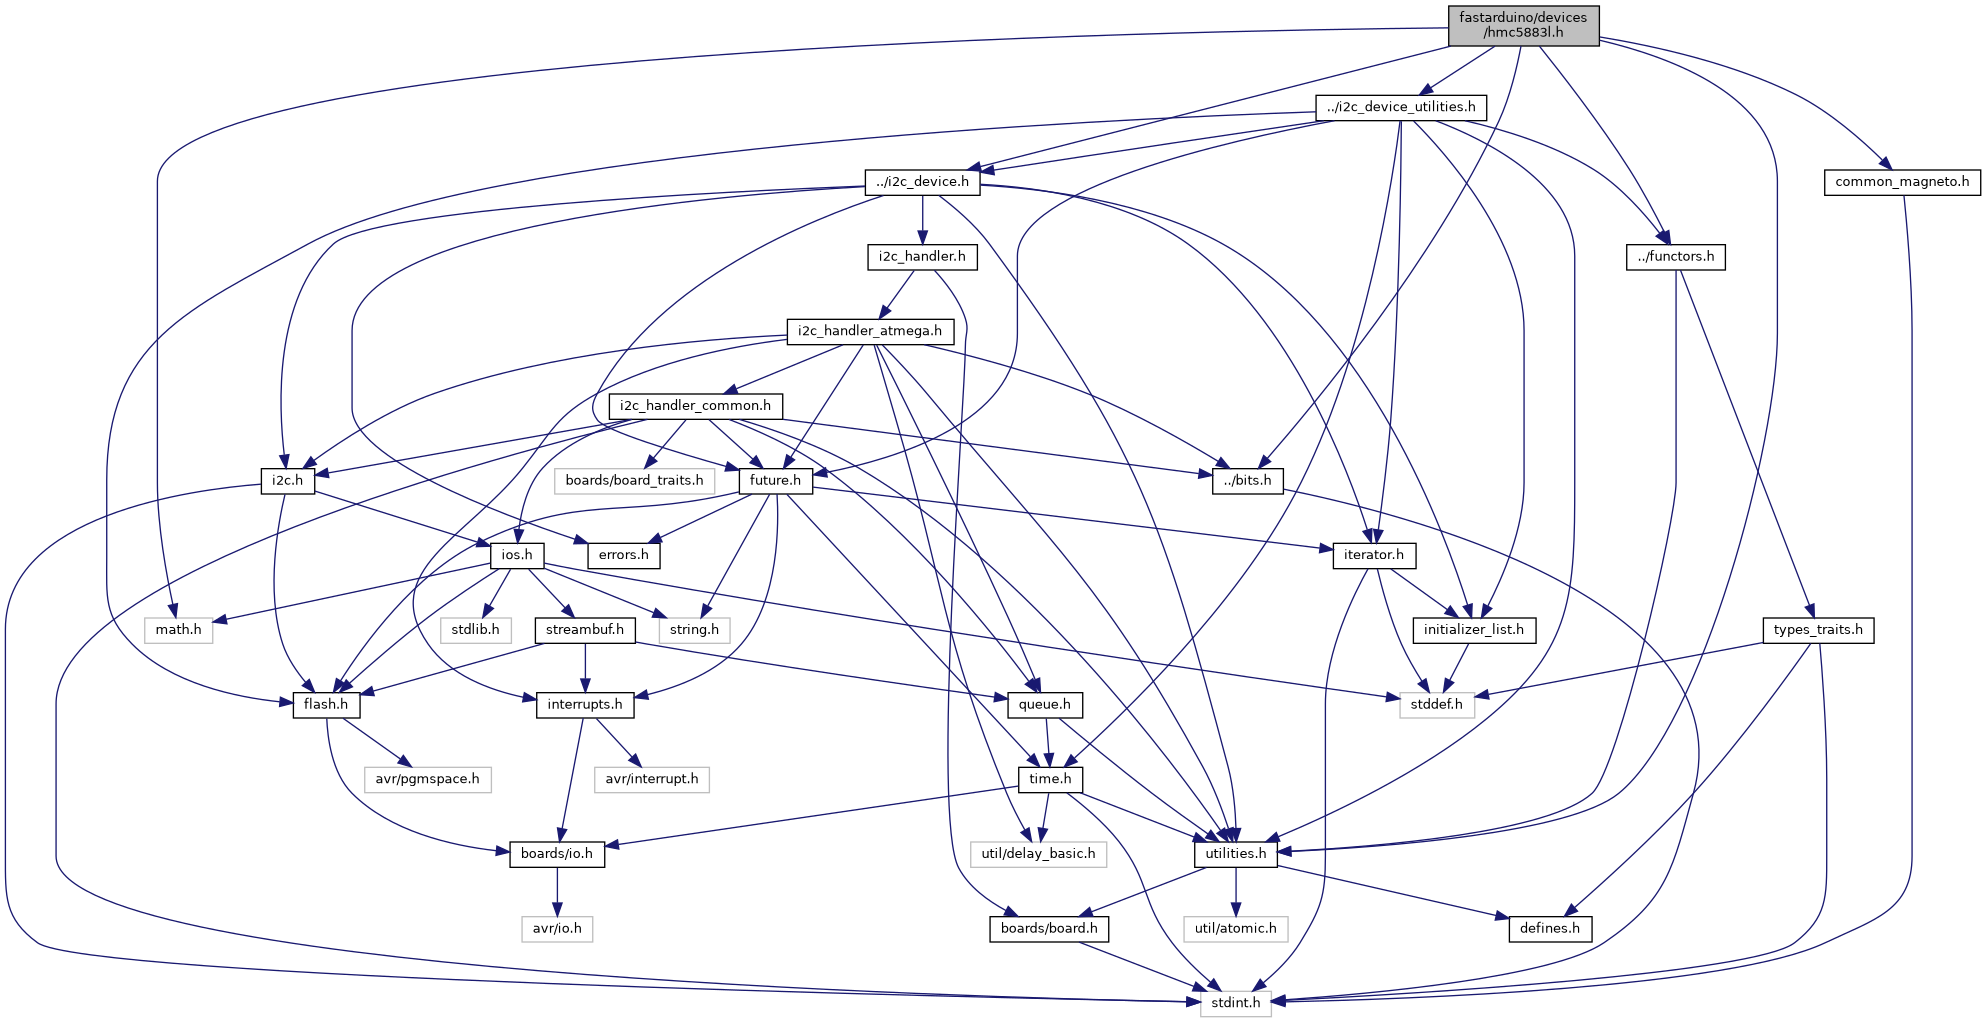 fastarduino/devices
/hmc5883l.h
../i2c_device_utilities.h
../i2c_device.h
common_magneto.h
i2c_handler.h
../functors.h
i2c_handler_atmega.h
i2c_handler_common.h
i2c.h
boards/board_traits.h
future.h
../bits.h
ios.h
errors.h
iterator.h
math.h
stdlib.h
streambuf.h
string.h
initializer_list.h
types_traits.h
flash.h
interrupts.h
queue.h
stddef.h
avr/pgmspace.h
avr/interrupt.h
time.h
boards/io.h
util/delay_basic.h
utilities.h
avr/io.h
boards/board.h
util/atomic.h
defines.h
stdint.h